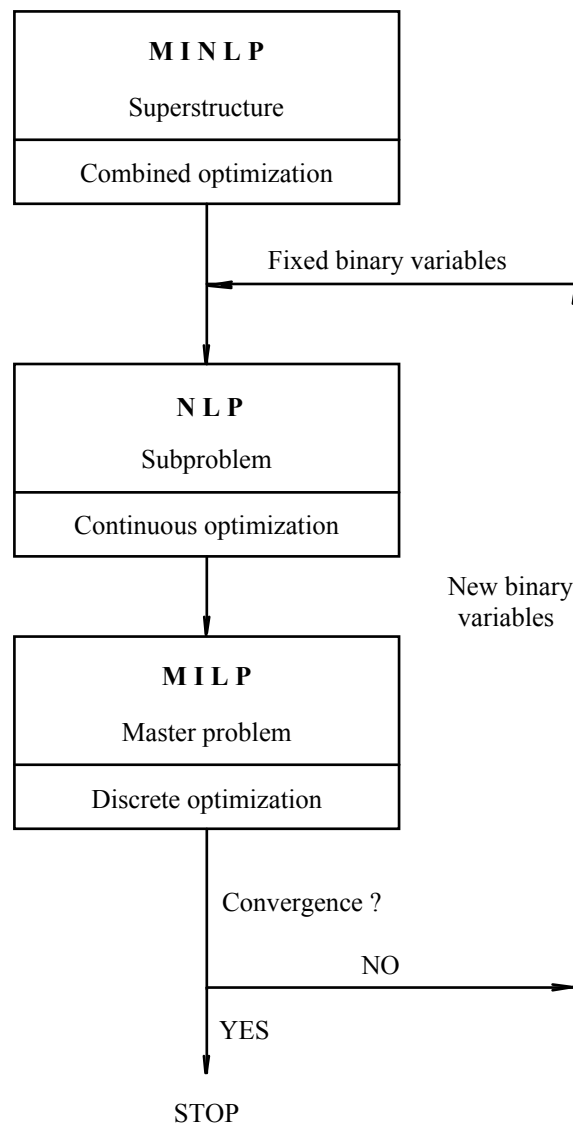 M I N L P
Superstructure
Combined optimization
Fixed binary variables
N L P
Subproblem
Continuous optimization
New binary
variables
M I L P
Master problem
Discrete optimization
Convergence ?
NO
YES
STOP